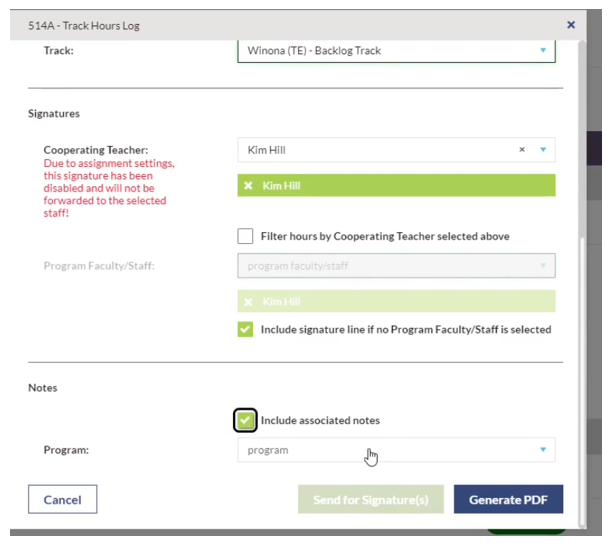 514A - Track Hours Log
×
Track:
Winona (TE) - Backlog Track
Signatures
Cooperating Teacher:
Due to assignment settings,
this signature has been
disabled and will not be
forwarded to the selected
staff!
Kim Hill
×
× Kim Hill
Filter hours by Cooperating Teacher selected above
Program Faculty/Staff:
program faculty/staff
× Kim Hill
Include signature line if no Program Faculty/Staff is selected
Notes
Include associated notes
Program:
program
Cancel
Send for Signature(s)
Generate PDF